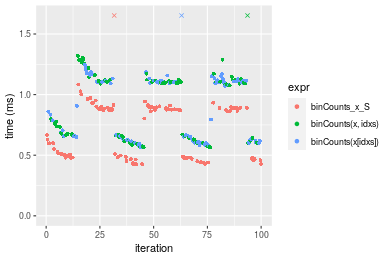 time (ms)
1.5
1.0
0.5
0.0
0
25
50
75
100
iteration
expr
binCounts_x_S
binCounts(x, idxs)
binCounts(x[idxs])